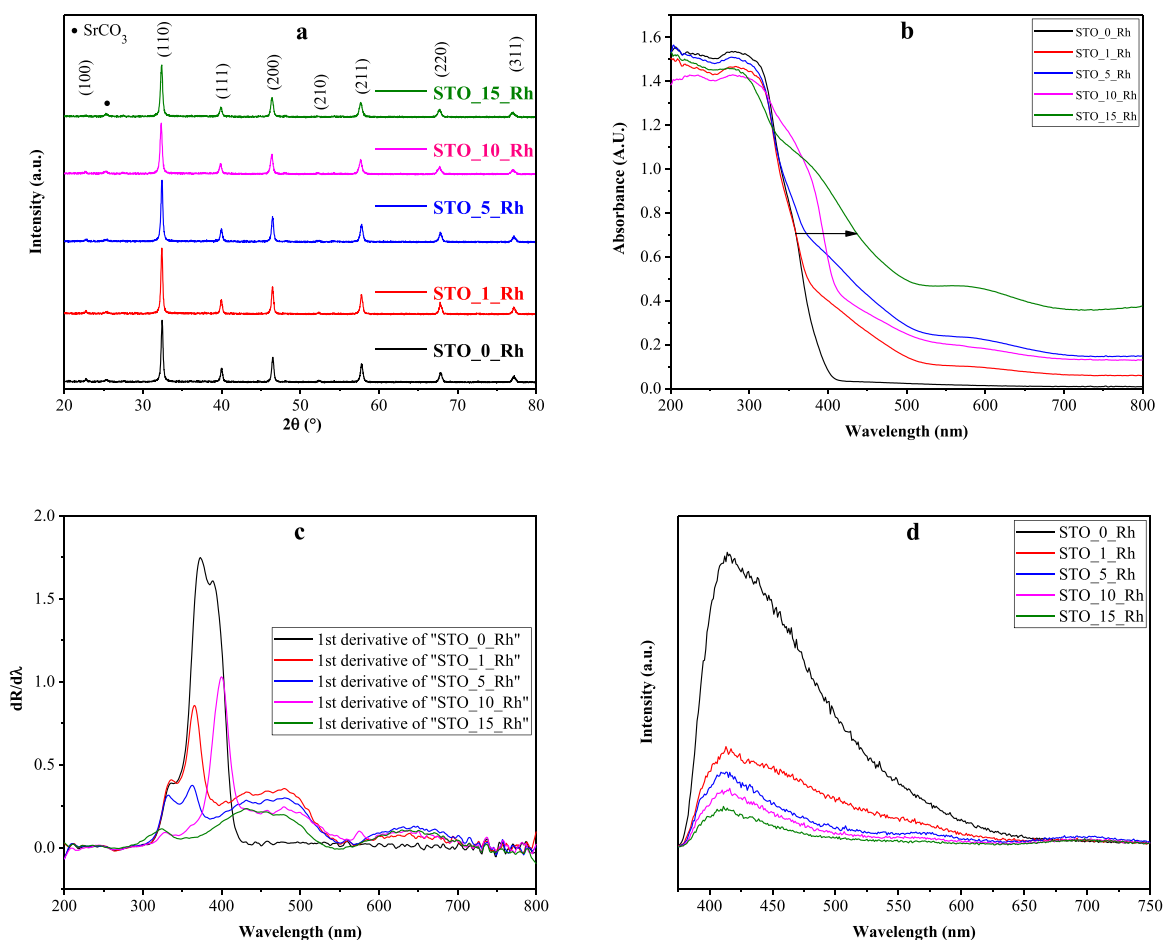 a
• SrCO3
(100)
(110)
(111)
(200)
(210)
(211)
(220)
(311)
STO_15_Rh
STO_10_Rh
STO_5_Rh
STO_1_Rh
STO_0_Rh
Intensity (a.u.)
20 30 40 50 60 70 80
2θ (°)
b
STO_0_Rh
STO_1_Rh
STO_5_Rh
STO_10_Rh
STO_15_Rh
1.6
1.4
1.2
1.0
0.8
0.6
0.4
0.2
0.0
Absorbance (A.U.)
200 300 400 500 600 700 800
Wavelength (nm)
c
2.0
1.5
1.0
0.5
0.0
dR/dλ
1st derivative of "STO_0_Rh"
1st derivative of "STO_1_Rh"
1st derivative of "STO_5_Rh"
1st derivative of "STO_10_Rh"
1st derivative of "STO_15_Rh"
200 300 400 500 600 700 800
Wavelength (nm)
d
STO_0_Rh
STO_1_Rh
STO_5_Rh
STO_10_Rh
STO_15_Rh
Intensity (a.u.)
400 450 500 550 600 650 700 750
Wavelength (nm)